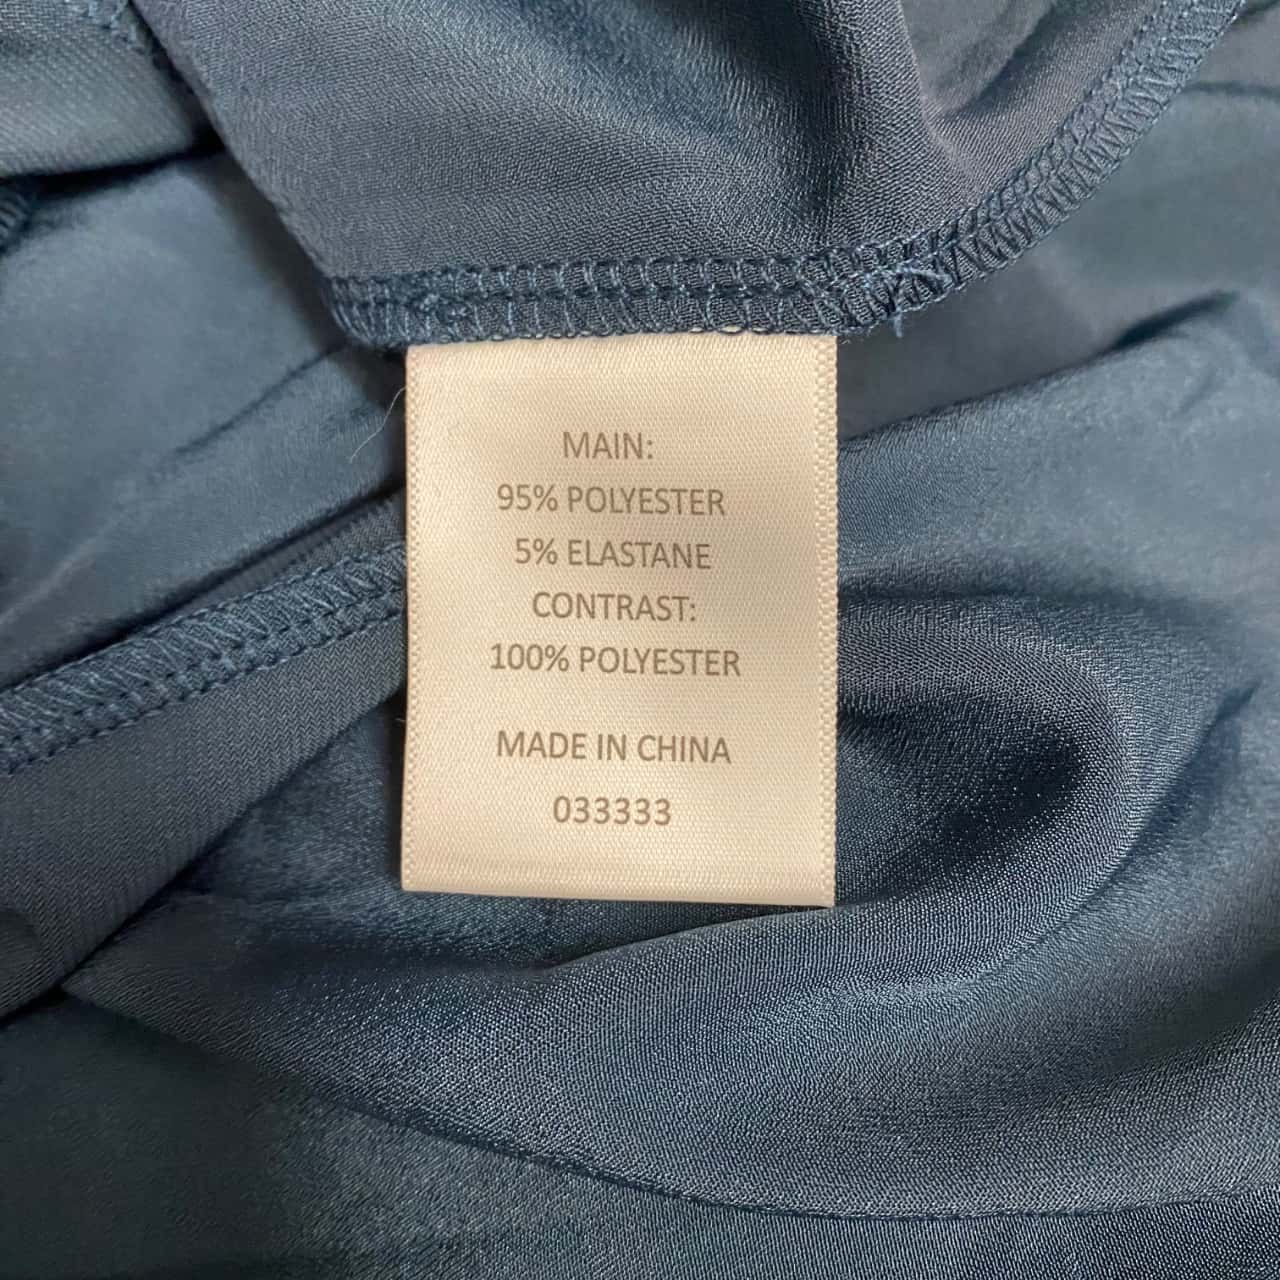 MAIN:
95% POLYESTER
5% ELASTANE
CONTRAST:
100% POLYESTER
MADE IN CHINA
033333